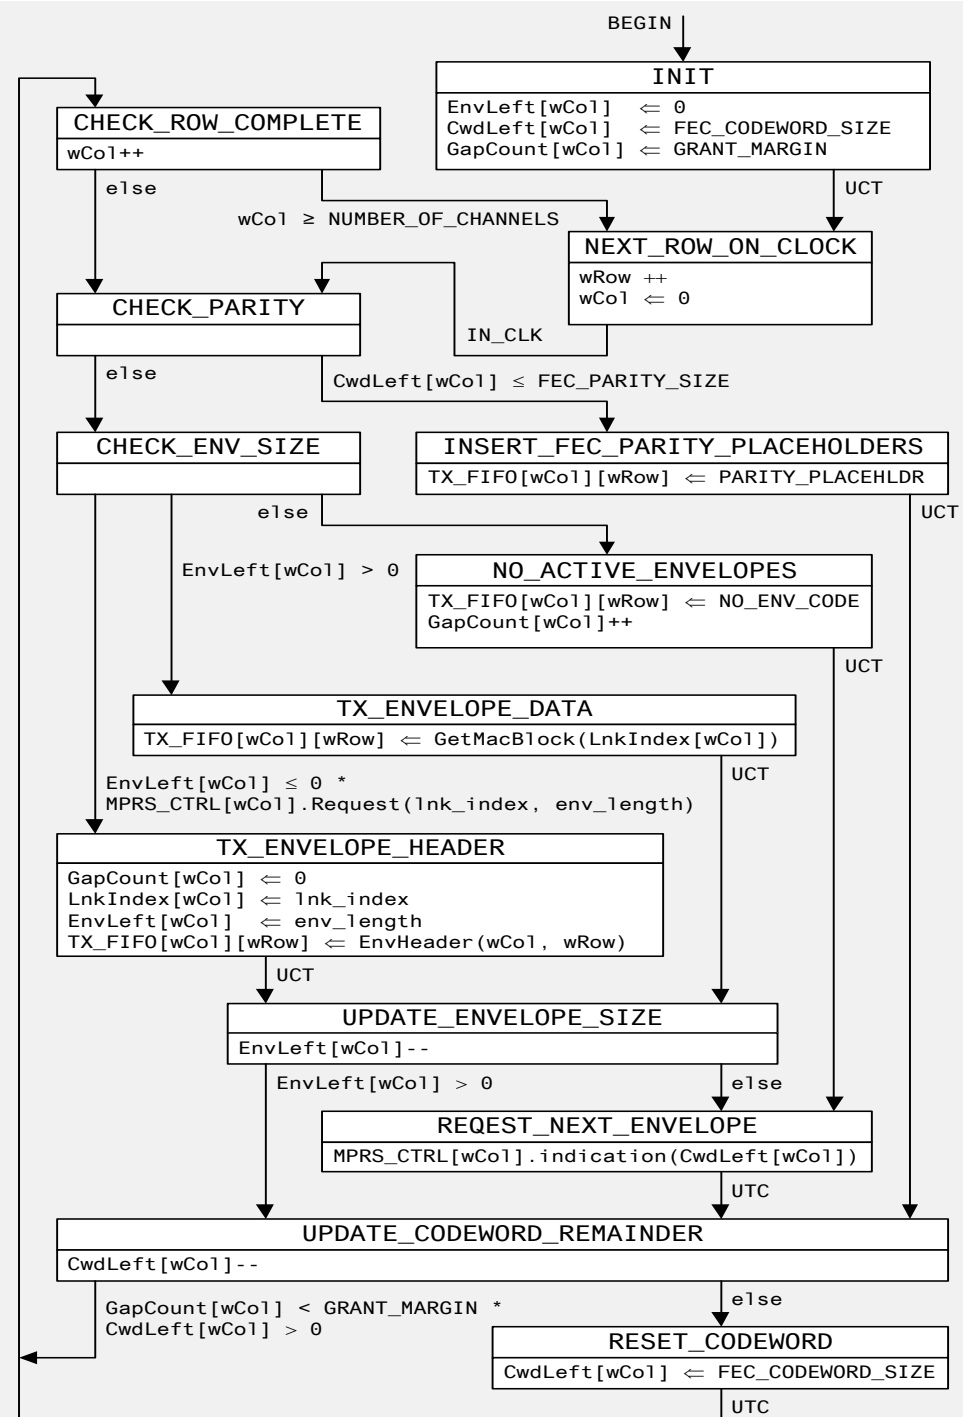 BEGIN
INIT
EnvLeft[wCol] ⇐ 0
CwdLeft[wCol] ⇐ FEC_CODEWORD_SIZE
GapCount[wCol] ⇐ GRANT_MARGIN
UCT
CHECK_ROW_COMPLETE
wCol++
else
wCol ≥ NUMBER_OF_CHANNELS
NEXT_ROW_ON_CLOCK
wRow ++
wCol ⇐ 0
IN_CLK
CHECK_PARITY
else
CwdLeft[wCol] ≤ FEC_PARITY_SIZE
CHECK_ENV_SIZE
INSERT_FEC_PARITY_PLACEHOLDERS
TX_FIFO[wCol][wRow] ⇐ PARITY_PLACEHLDR
else
UCT
EnvLeft[wCol] > 0
NO_ACTIVE_ENVELOPES
TX_FIFO[wCol][wRow] ⇐ NO_ENV_CODE
GapCount[wCol]++
UCT
TX_ENVELOPE_DATA
TX_FIFO[wCol][wRow] ⇐ GetMacBlock(LnkIndex[wCol])
UCT
EnvLeft[wCol] ≤ 0 *
MPRS_CTRL[wCol].Request(lnk_index, env_length)
TX_ENVELOPE_HEADER
GapCount[wCol] ⇐ 0
LnkIndex[wCol] ⇐ lnk_index
EnvLeft[wCol] ⇐ env_length
TX_FIFO[wCol][wRow] ⇐ EnvHeader(wCol, wRow)
UCT
UPDATE_ENVELOPE_SIZE
EnvLeft[wCol]--
EnvLeft[wCol] > 0
else
REQEST_NEXT_ENVELOPE
MPRS_CTRL[wCol].indication(CwdLeft[wCol])
UTC
UPDATE_CODEWORD_REMAINDER
CwdLeft[wCol]--
GapCount[wCol] < GRANT_MARGIN *
CwdLeft[wCol] > 0
else
RESET_CODEWORD
CwdLeft[wCol] ⇐ FEC_CODEWORD_SIZE
UTC